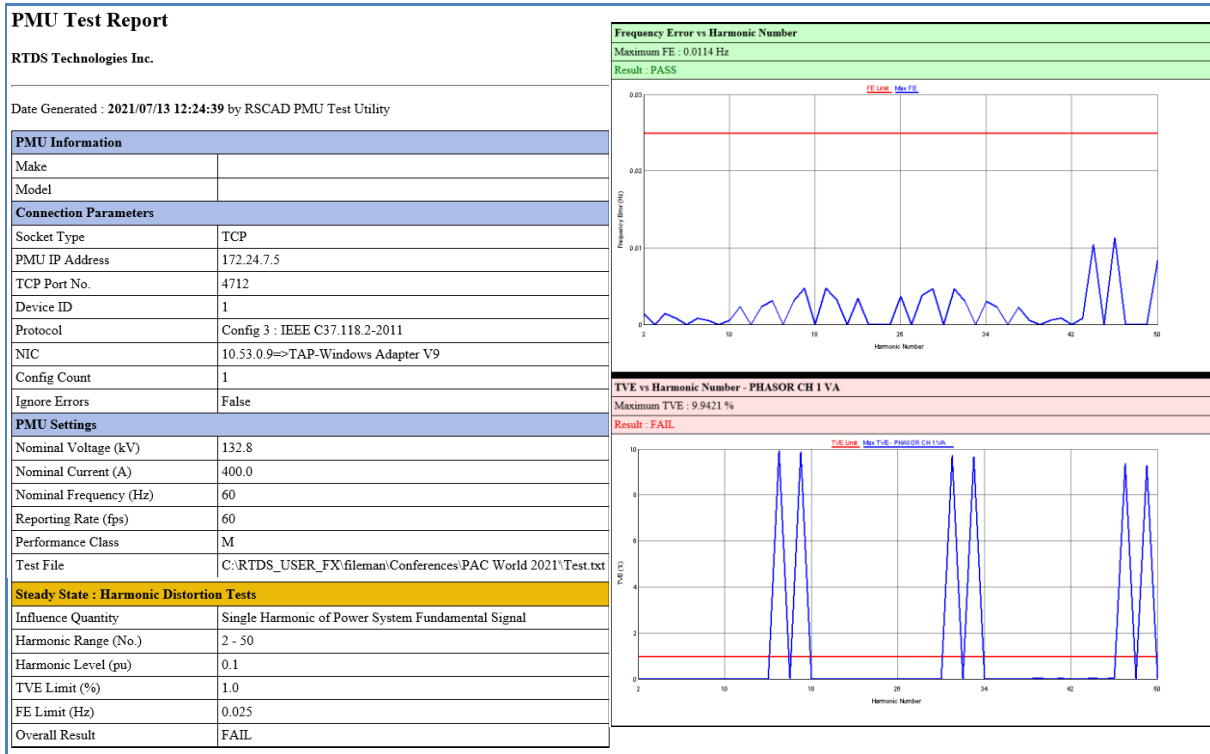 PMU Test Report
RTDS Technologies Inc.
Date Generated : 2021/07/13 12:24:39 by RSCAD PMU Test Utility
PMU Information
Make
Model
Connection Parameters
Socket Type TCP
PMU IP Address 172.24.7.5
TCP Port No. 4712
Device ID 1
Protocol Config 3 : IEEE C37.118.2-2011
NIC 10.53.0.9=>TAP-Windows Adapter V9
Config Count 1
Ignore Errors False
PMU Settings
Nominal Voltage (kV) 132.8
Nominal Current (A) 400.0
Nominal Frequency (Hz) 60
Reporting Rate (fps) 60
Performance Class M
Test File C:\RTDS_USER_FX\fileman\Conferences\PAC World 2021\Test.txt
Steady State : Harmonic Distortion Tests
Influence Quantity Single Harmonic of Power System Fundamental Signal
Harmonic Range (No.) 2 - 50
Harmonic Level (pu) 0.1
TVE Limit (%) 1.0
FE Limit (Hz) 0.025
Overall Result FAIL
Frequency Error vs Harmonic Number
Maximum FE : 0.0114 Hz
Result : PASS
FE Limit Max FE
0.03
0.02
0.01
0
Frequency Error (Hz)
2 10 18 26 34 42 50
Harmonic Number
TVE vs Harmonic Number - PHASOR CH 1 VA
Maximum TVE : 9.9421 %
Result : FAIL
TVE Limit Max TVE- PHASOR CH 1:VA
10
8
6
4
2
0
TVE (%)
2 10 18 26 34 42 50
Harmonic Number